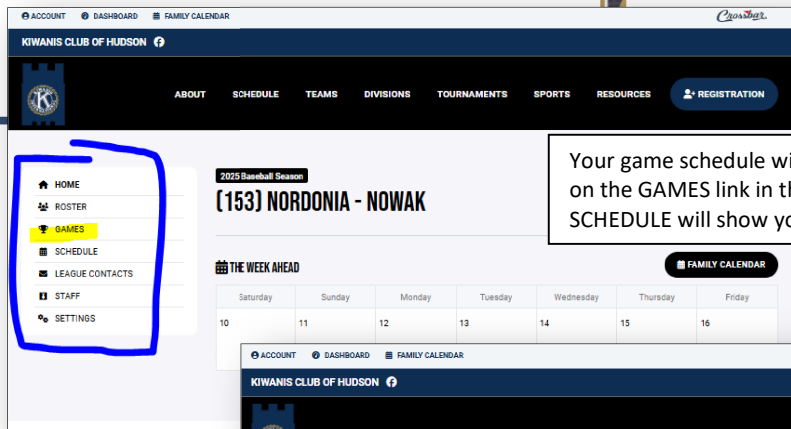 ACCOUNT DASHBOARD FAMILY CALENDAR Crossbar
KIWANIS CLUB OF HUDSON
K
ABOUT SCHEDULE TEAMS DIVISIONS TOURNAMENTS SPORTS RESOURCES REGISTRATION
Your game schedule wi
on the GAMES link in th
SCHEDULE will show yo
HOME
ROSTER
GAMES
SCHEDULE
LEAGUE CONTACTS
STAFF
SETTINGS
2025 Baseball Season
(153) NORDONIA - NOWAK
THE WEEK AHEAD
FAMILY CALENDAR
Saturday Sunday Monday Tuesday Wednesday Thursday Friday
10 11 12 13 14 15 16
ACCOUNT DASHBOARD FAMILY CALENDAR
KIWANIS CLUB OF HUDSON